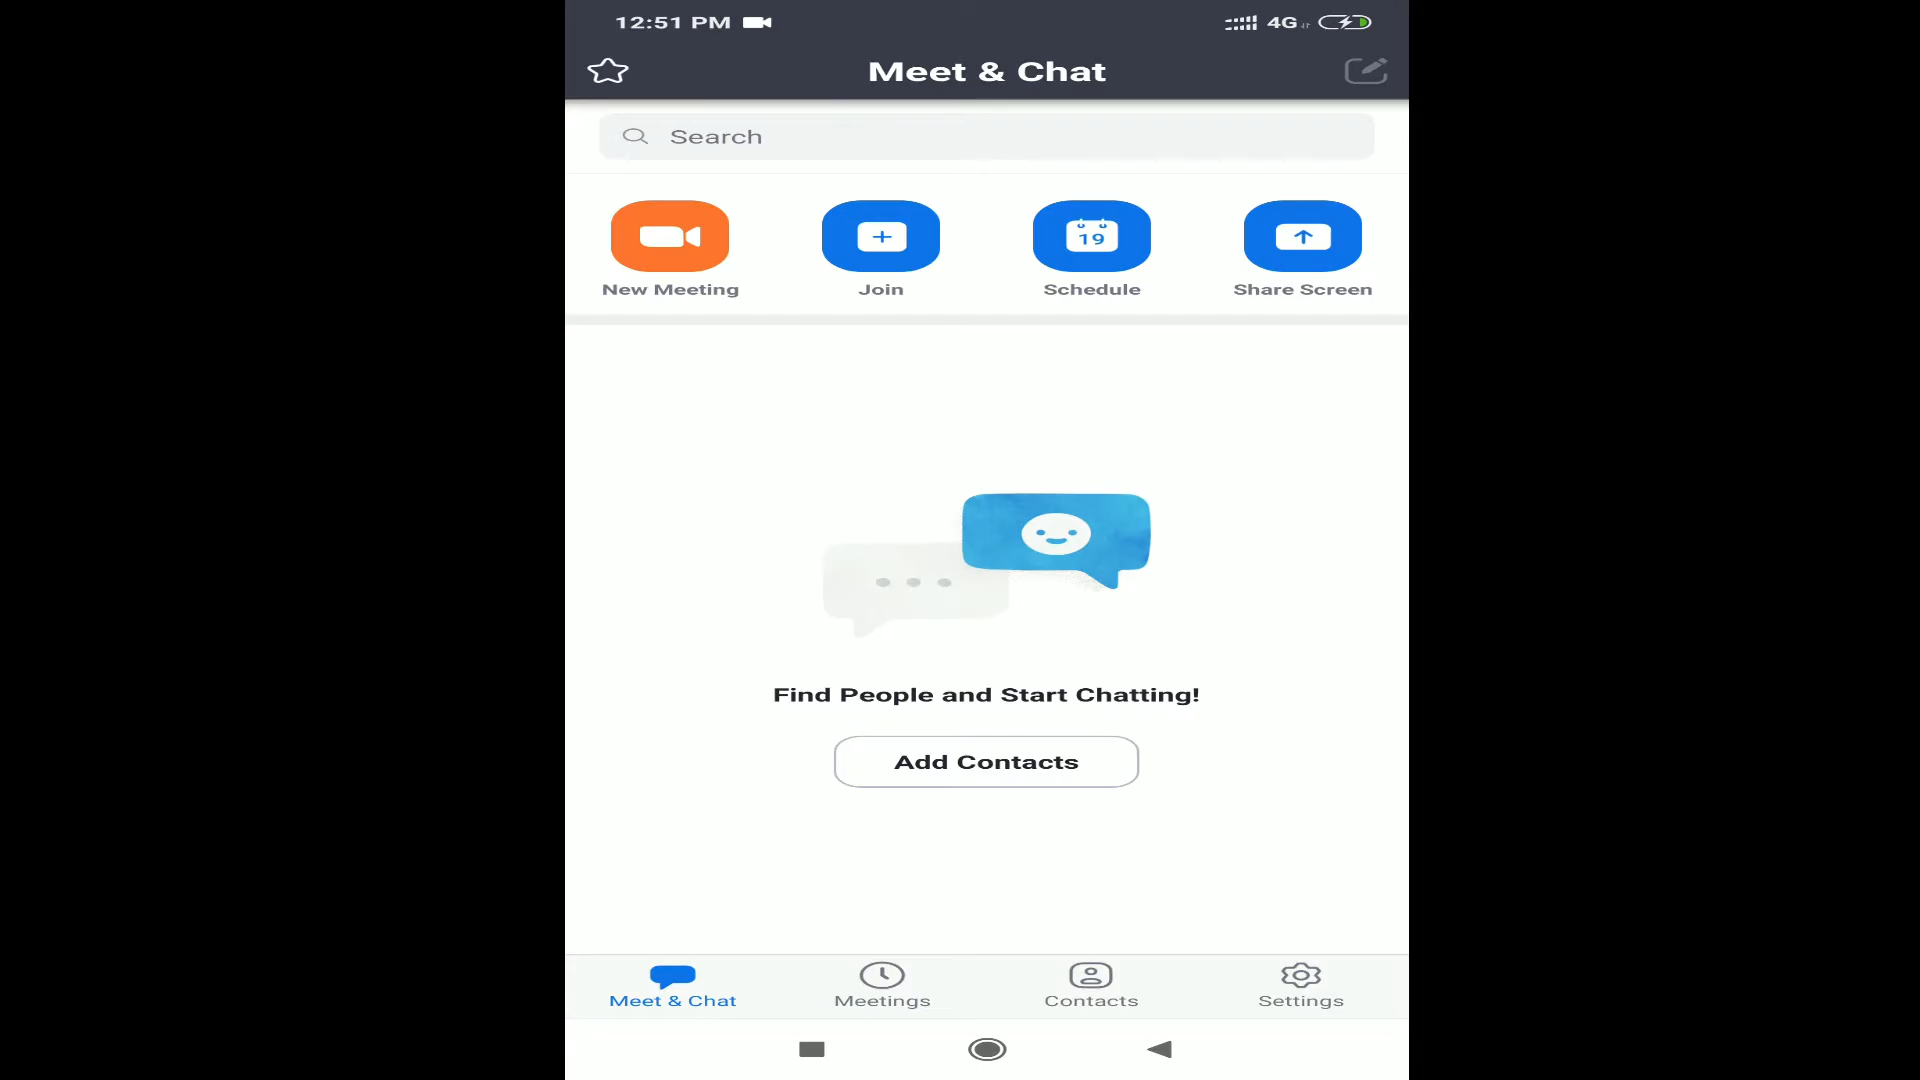 12:51 PM 4G
Meet & Chat
Search
19
New Meeting Join Schedule Share Screen
Find People and Start Chatting!
Add Contacts
Meet & Chat Meetings Contacts Settings